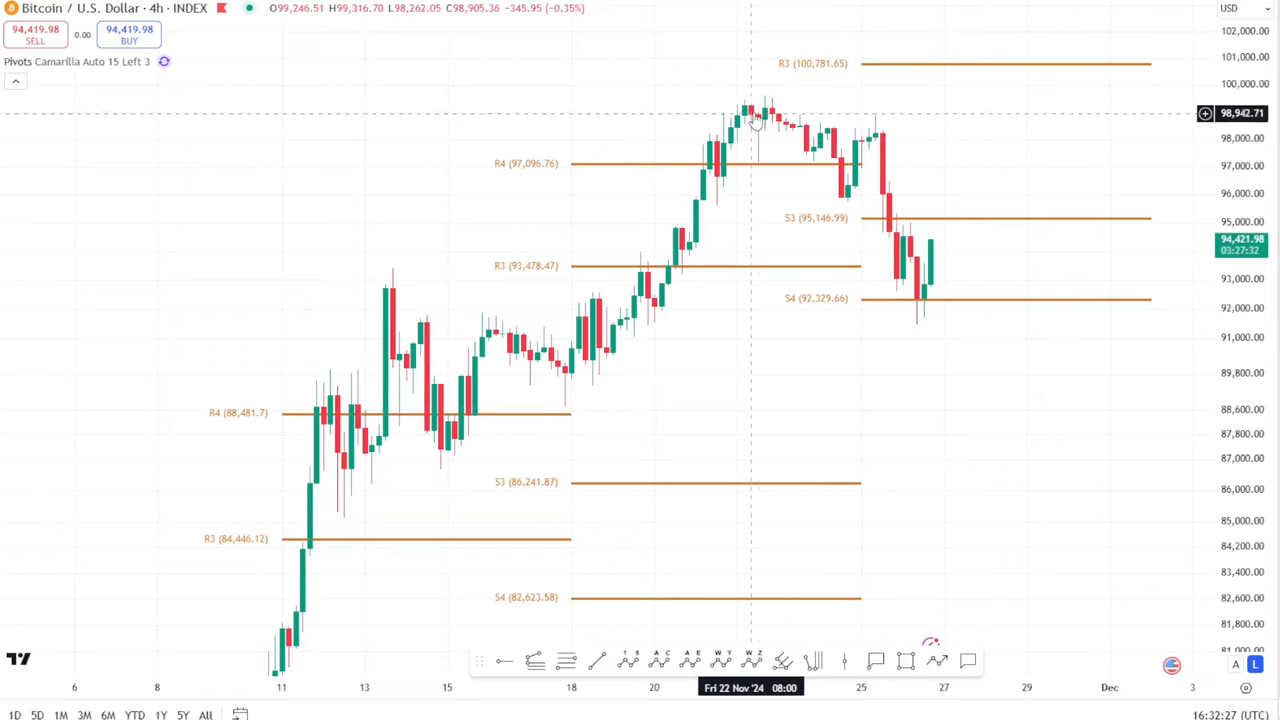 Bitcoin / U.S. Dollar · 4h · INDEX O99,246.51 H99,316.70 L98,262.05 C98,905.36 -345.95 (-0.35%)
94,419.98 SELL 0.00 94,419.98 BUY
Pivots Camarilla Auto 15 Left 3
USD
102,000.00
101,000.00
100,000.00
98,942.71
98,000.00
97,000.00
96,000.00
95,000.00
94,421.98
03:27:32
93,000.00
92,000.00
91,000.00
89,800.00
88,600.00
87,800.00
87,000.00
86,000.00
85,000.00
84,200.00
83,400.00
82,600.00
81,800.00
81,000.00
R3 (100,781.65)
R4 (97,096.76)
S3 (95,146.99)
R3 (93,478.47)
S4 (92,329.66)
R4 (88,481.7)
S3 (86,241.87)
R3 (84,446.12)
S4 (82,623.58)
1 5 A C A E W Y W Z
A L
6 8 11 13 15 18 20 Fri 22 Nov '24 08:00 25 27 29 Dec 3
1D 5D 1M 3M 6M YTD 1Y 5Y All
16:32:27 (UTC)